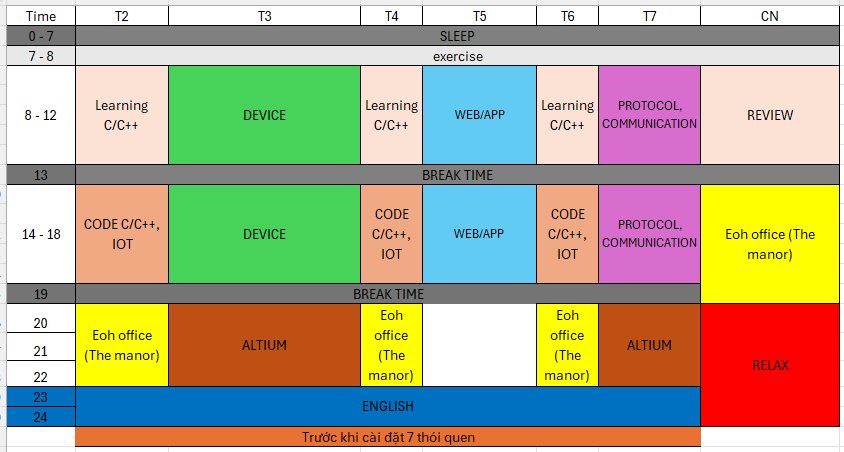 Time T2 T3 T4 T5 T6 T7 CN
0 - 7 SLEEP
7 - 8 exercise
8 - 12
Learning
C/C++
DEVICE
Learning
C/C++
WEB/APP
Learning
C/C++
PROTOCOL,
COMMUNICATION
REVIEW
13 BREAK TIME
14 - 18
CODE C/C++,
IOT
DEVICE
CODE
C/C++,
IOT
WEB/APP
CODE
C/C++,
IOT
PROTOCOL,
COMMUNICATION
Eoh office (The
manor)
19 BREAK TIME
20
21
22
Eoh office
(The manor)
ALTIUM
Eoh
office
(The
manor)
Eoh
office
(The
manor)
ALTIUM
RELAX
23
24
ENGLISH
Trước khi cài đặt 7 thói quen